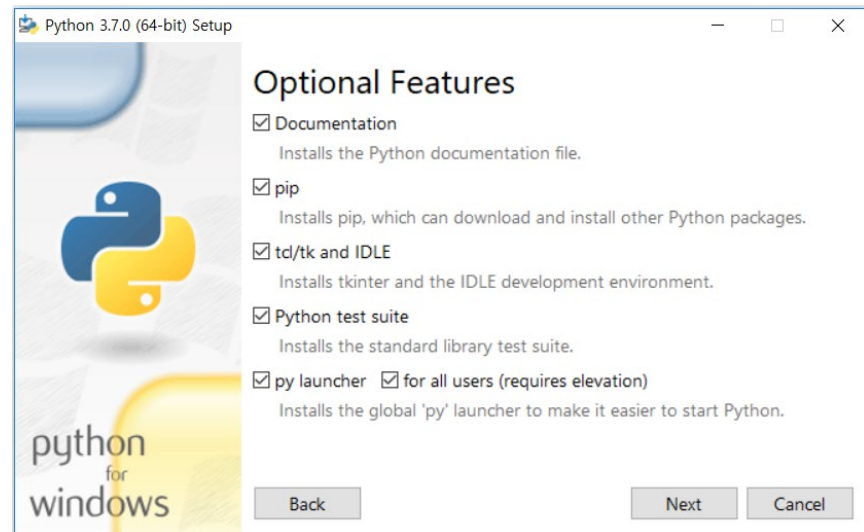 Python 3.7.0 (64-bit) Setup
Optional Features
Documentation
Installs the Python documentation file.
pip
Installs pip, which can download and install other Python packages.
tcl/tk and IDLE
Installs tkinter and the IDLE development environment.
Python test suite
Installs the standard library test suite.
py launcher for all users (requires elevation)
Installs the global 'py' launcher to make it easier to start Python.
python
for
windows
Back Next Cancel